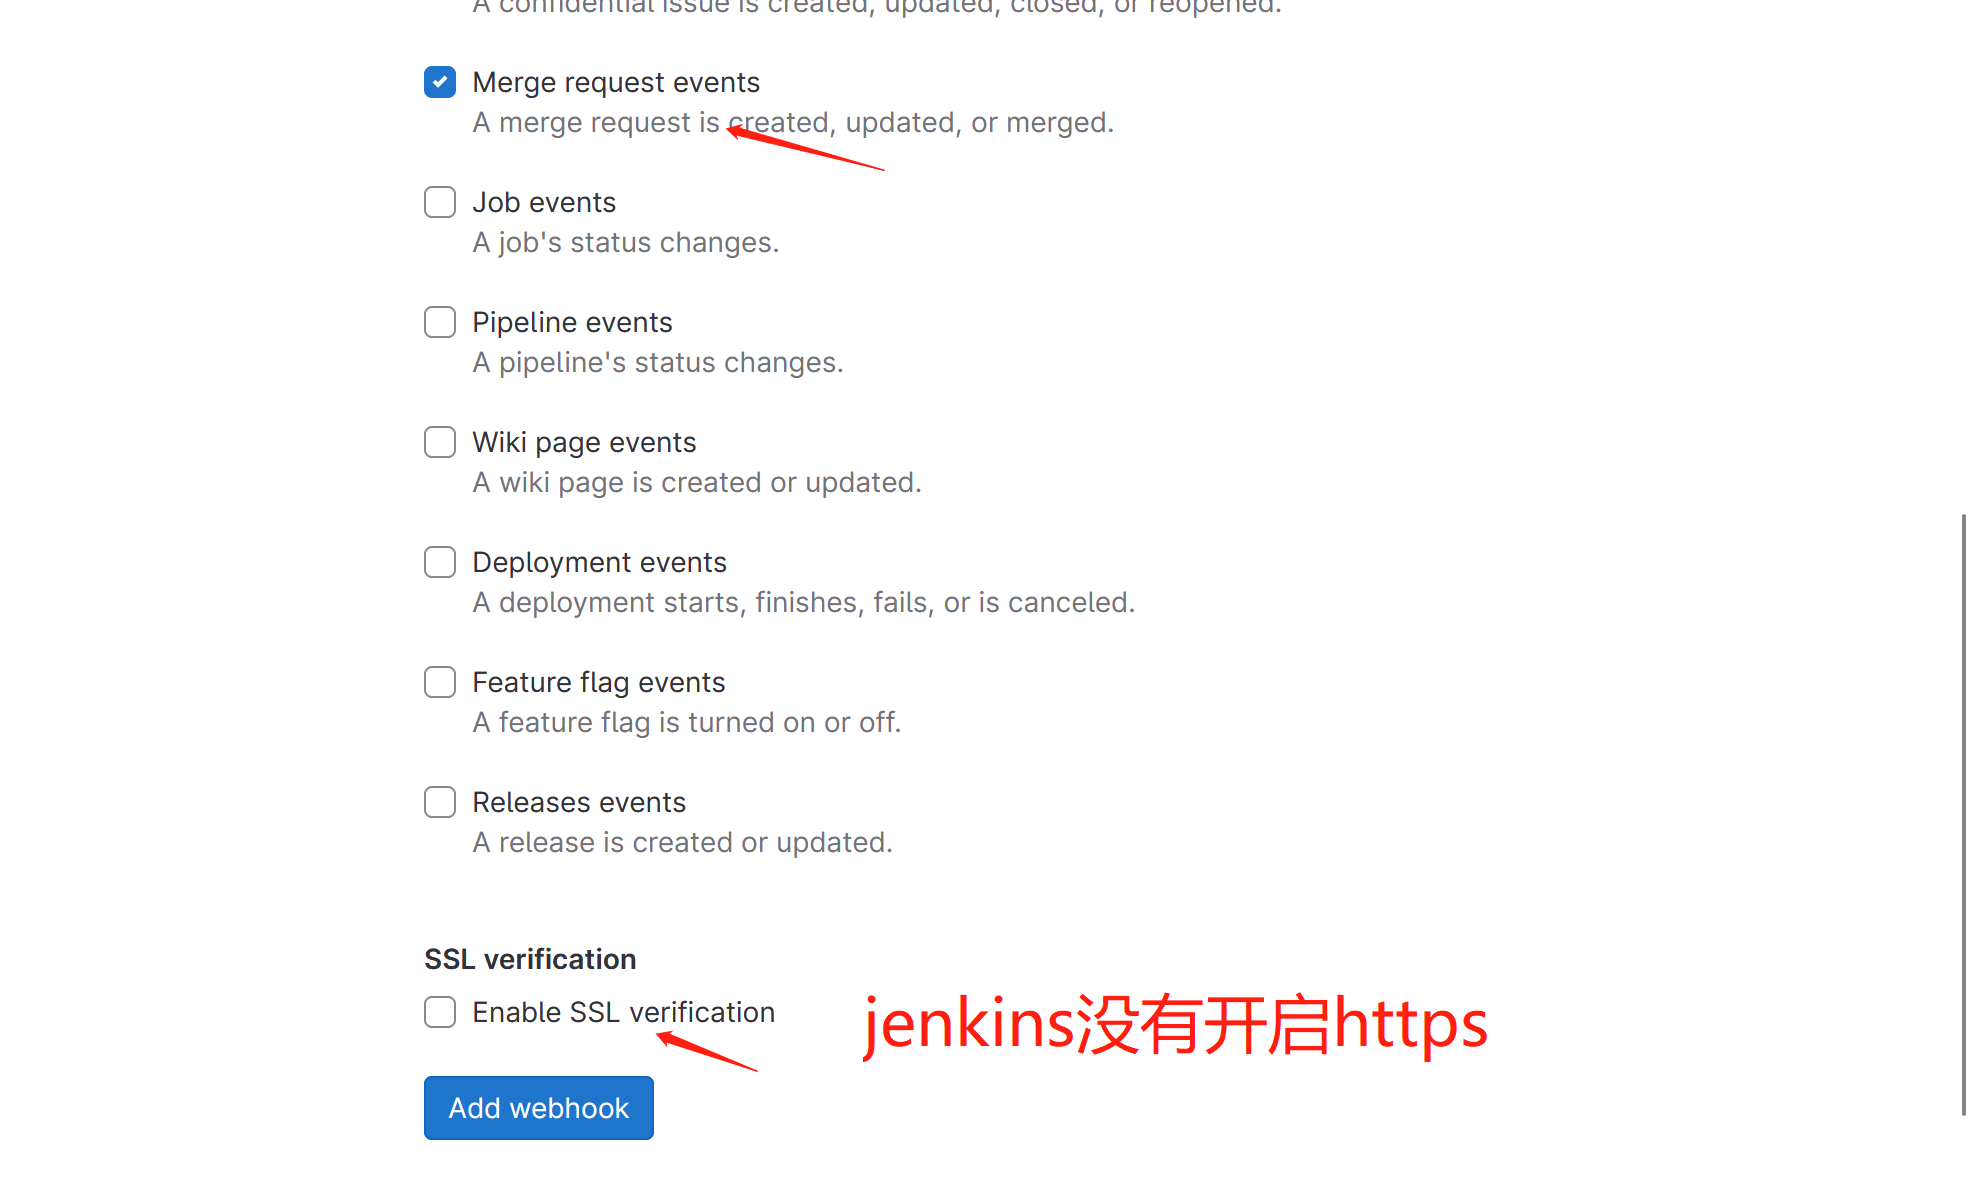 A confidential issue is created, updated, closed, or reopened.
Merge request events
A merge request is created, updated, or merged.
Job events
A job's status changes.
Pipeline events
A pipeline's status changes.
Wiki page events
A wiki page is created or updated.
Deployment events
A deployment starts, finishes, fails, or is canceled.
Feature flag events
A feature flag is turned on or off.
Releases events
A release is created or updated.
SSL verification
Enable SSL verification
jenkins没有开启https
Add webhook